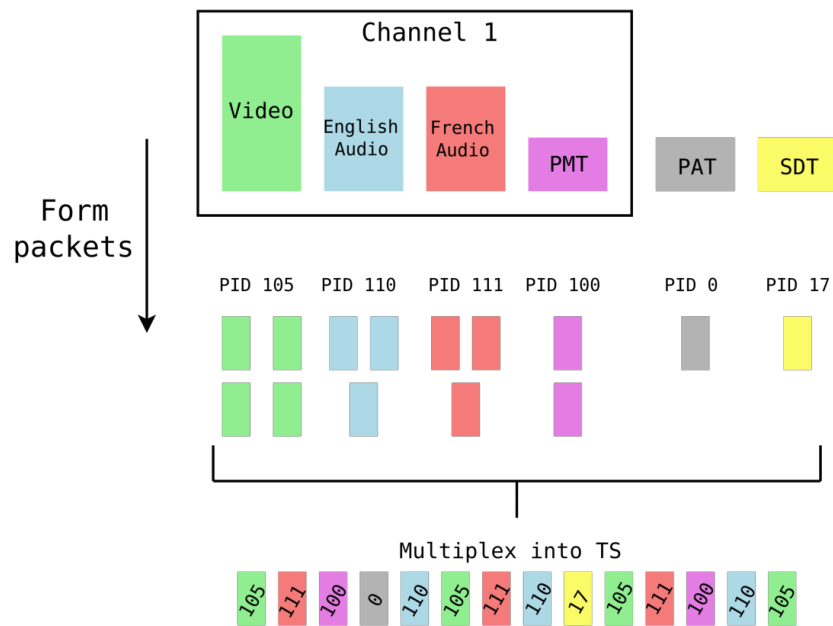 Channel 1
Video
English
Audio
French
Audio
PMT
PAT
SDT
Form
packets
PID 105
PID 110
PID 111
PID 100
PID 0
PID 17
Multiplex into TS
105
111
100
0
110
105
111
110
17
105
111
100
110
105